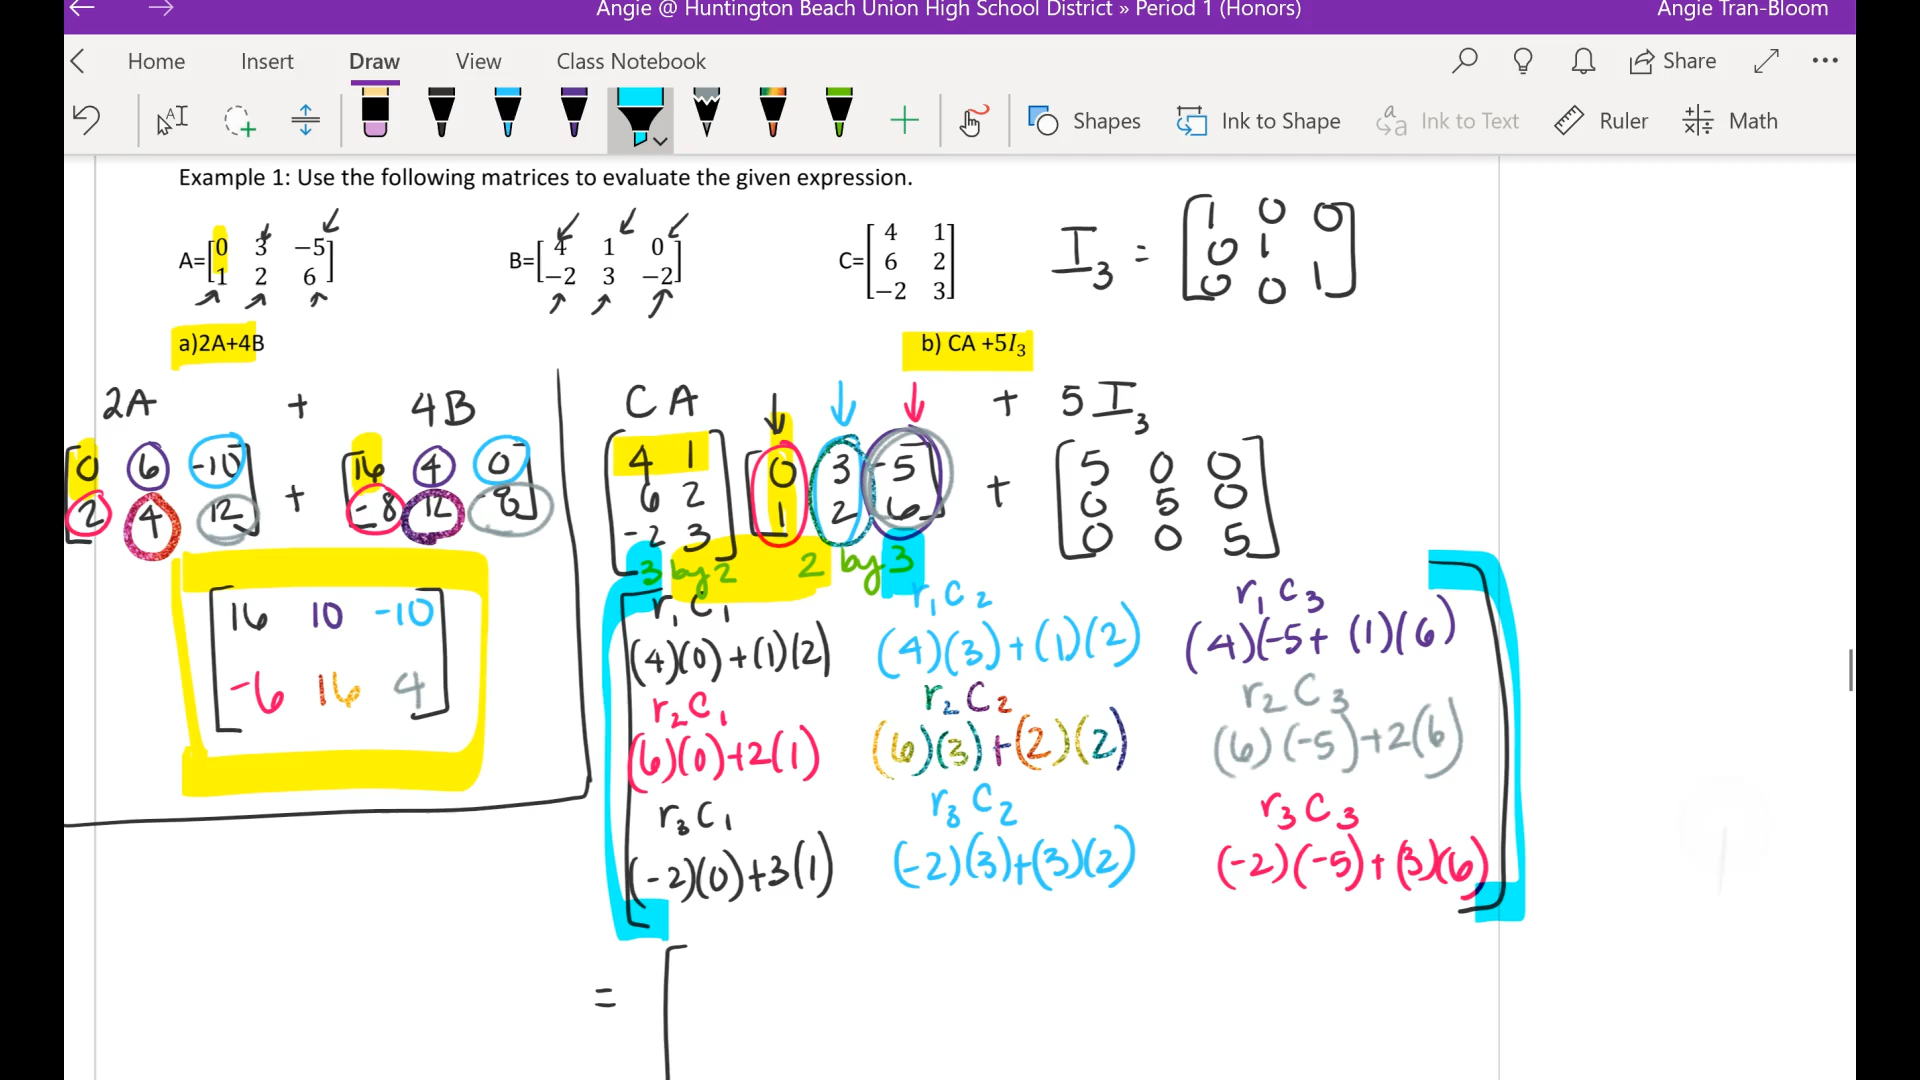 Angie @ Huntington Beach Union High School District » Period 1 (Honors)
Angie Tran-Bloom
Home Insert Draw View Class Notebook Share
Shapes Ink to Shape Ink to Text Ruler Math
Example 1: Use the following matrices to evaluate the given expression.
A=[0 3 −5
1 2 6]
B=[4 1 0
−2 3 −2]
C=[4 1
6 2
−2 3]
I₃ = [1 0 0
0 1
0 0 1]
a)2A+4B
b) CA +5I₃
2A + 4B
[0 6 -10
2 4 12]
+
[16 4 0
-8 12 -8]
[16 10 -10
-6 16 4]
CA + 5I₃
[4 1
6 2
-2 3]
[0 3 -5
1 2 6]
+
[5 0 0
0 5 0
0 0 5]
3 by 2 2 by 3
r₁C₁ r₁C₂ r₁C₃
(4)(0)+(1)(2) (4)(3)+(1)(2) (4)(-5+ (1)(6)
r₂C₁ r₂C₂ r₂C₃
(6)(0)+2(1) (6)(3)+(2)(2) (6)(-5)+2(6)
r₃C₁ r₃C₂ r₃C₃
(-2)(0)+3(1) (-2)(3)+(3)(2) (-2)(-5)+(3)(6)
= [